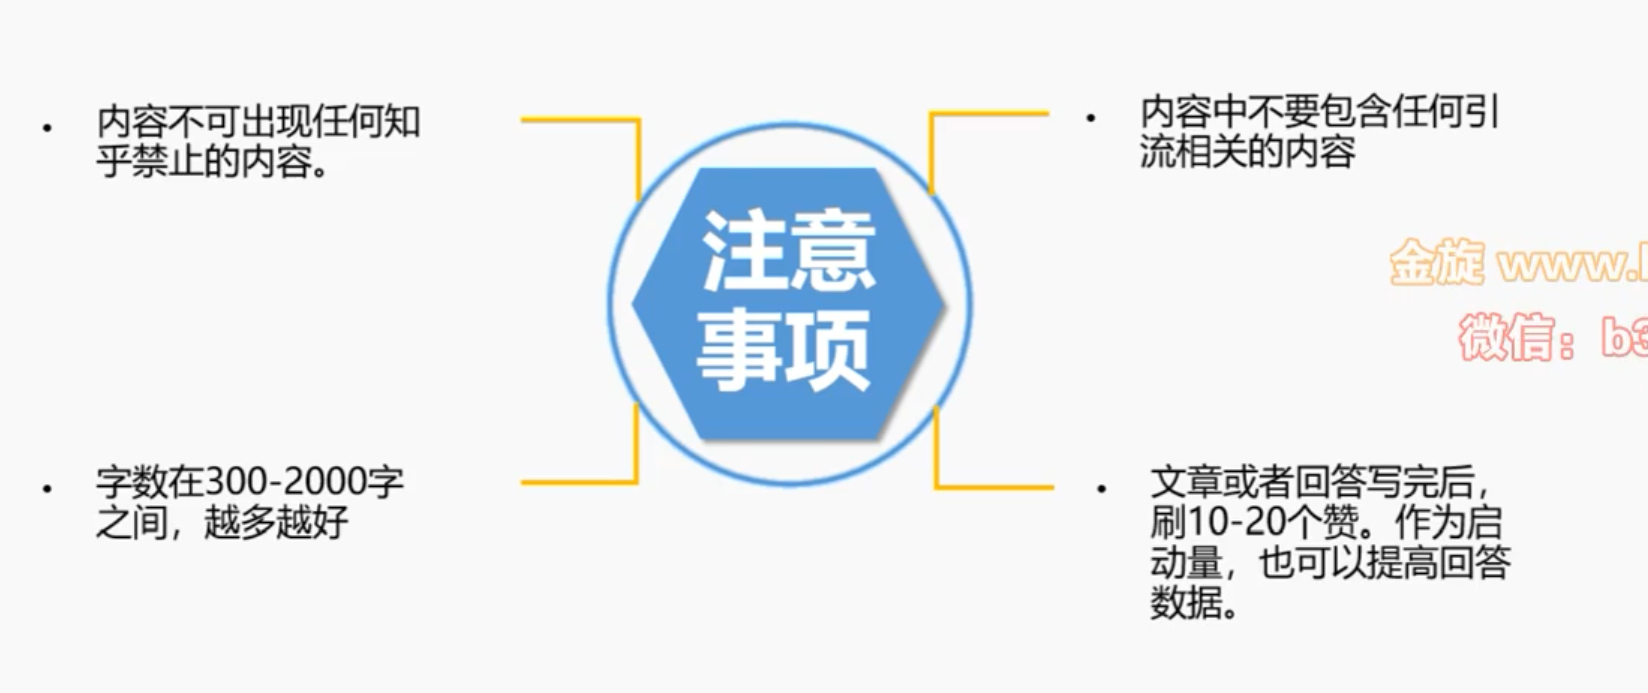 内容不可出现任何知
乎禁止的内容。
内容中不要包含任何引
流相关的内容
注意
事项
金旋 www.
微信：b3
字数在300-2000字
之间，越多越好
文章或者回答写完后，
刷10-20个赞。作为启
动量，也可以提高回答
数据。